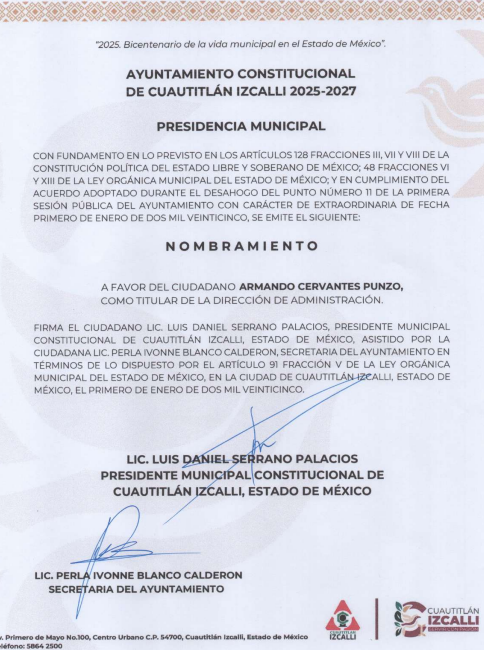 "2025. Bicentenario de la vida municipal en el Estado de México".
AYUNTAMIENTO CONSTITUCIONAL
DE CUAUTITLÁN IZCALLI 2025-2027
PRESIDENCIA MUNICIPAL
CON FUNDAMENTO EN LO PREVISTO EN LOS ARTÍCULOS 128 FRACCIONES III, VII Y VIII DE LA
CONSTITUCIÓN POLÍTICA DEL ESTADO LIBRE Y SOBERANO DE MÉXICO; 48 FRACCIONES VI
Y XIII DE LA LEY ORGÁNICA MUNICIPAL DEL ESTADO DE MÉXICO; Y EN CUMPLIMIENTO DEL
ACUERDO ADOPTADO DURANTE EL DESAHOGO DEL PUNTO NÚMERO 11 DE LA PRIMERA
SESIÓN PÚBLICA DEL AYUNTAMIENTO CON CARÁCTER DE EXTRAORDINARIA DE FECHA
PRIMERO DE ENERO DE DOS MIL VEINTICINCO, SE EMITE EL SIGUIENTE:
NOMBRAMIENTO
A FAVOR DEL CIUDADANO ARMANDO CERVANTES PUNZO,
COMO TITULAR DE LA DIRECCIÓN DE ADMINISTRACIÓN.
FIRMA EL CIUDADANO LIC. LUIS DANIEL SERRANO PALACIOS, PRESIDENTE MUNICIPAL
CONSTITUCIONAL DE CUAUTITLÁN IZCALLI, ESTADO DE MÉXICO, ASISTIDO POR LA
CIUDADANA LIC. PERLA IVONNE BLANCO CALDERON, SECRETARIA DEL AYUNTAMIENTO EN
TÉRMINOS DE LO DISPUESTO POR EL ARTÍCULO 91 FRACCIÓN V DE LA LEY ORGÁNICA
MUNICIPAL DEL ESTADO DE MÉXICO, EN LA CIUDAD DE CUAUTITLÁN IZCALLI, ESTADO DE
MÉXICO, EL PRIMERO DE ENERO DE DOS MIL VEINTICINCO.
LIC. LUIS DANIEL SERRANO PALACIOS
PRESIDENTE MUNICIPAL CONSTITUCIONAL DE
CUAUTITLÁN IZCALLI, ESTADO DE MÉXICO
LIC. PERLA IVONNE BLANCO CALDERON
SECRETARIA DEL AYUNTAMIENTO
CUAUTITLÁN
IZCALLI
CUAUTITLÁN
IZCALLI
v. Primero de Mayo No.100, Centro Urbano C.P. 54700, Cuautitlán Izcalli, Estado de México
léfono: 5864 2500